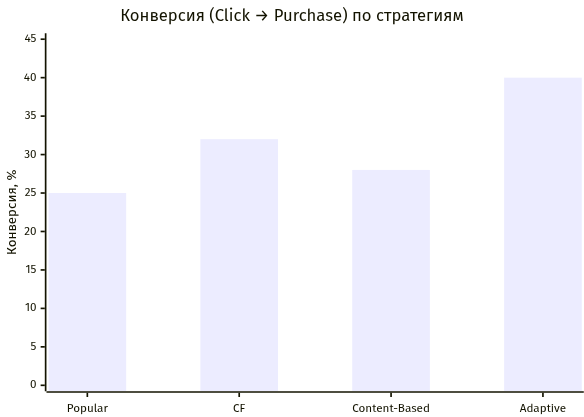 Конверсия (Click → Purchase) по стратегиям
Конверсия, %
45
40
35
30
25
20
15
10
5
0
Popular
CF
Content-Based
Adaptive